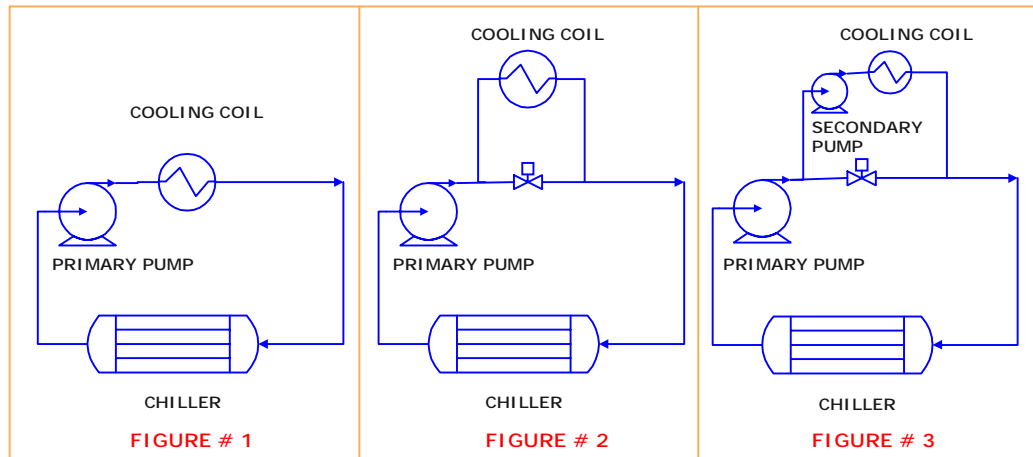 COOLING COIL
PRIMARY PUMP
CHILLER
FIGURE # 1
COOLING COIL
PRIMARY PUMP
CHILLER
FIGURE # 2
COOLING COIL
SECONDARY
PUMP
PRIMARY PUMP
CHILLER
FIGURE # 3